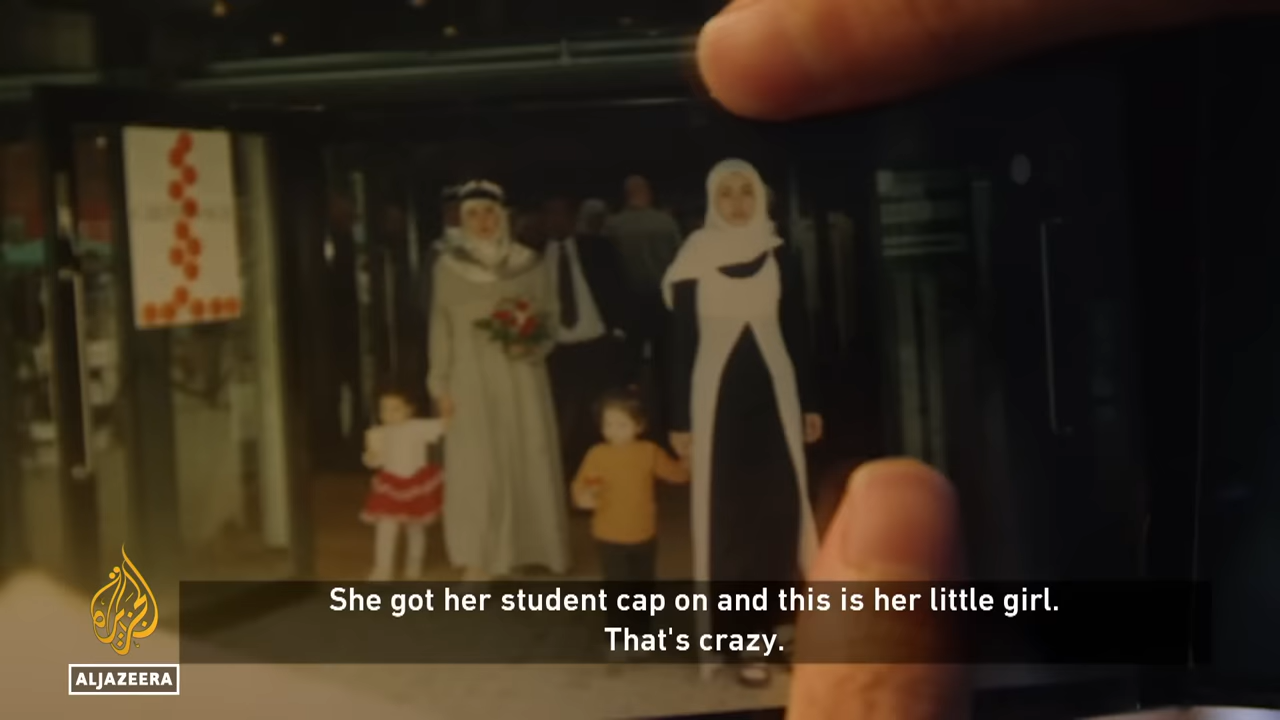 She got her student cap on and this is her little girl.
That's crazy.
الجزيرة
ALJAZEERA